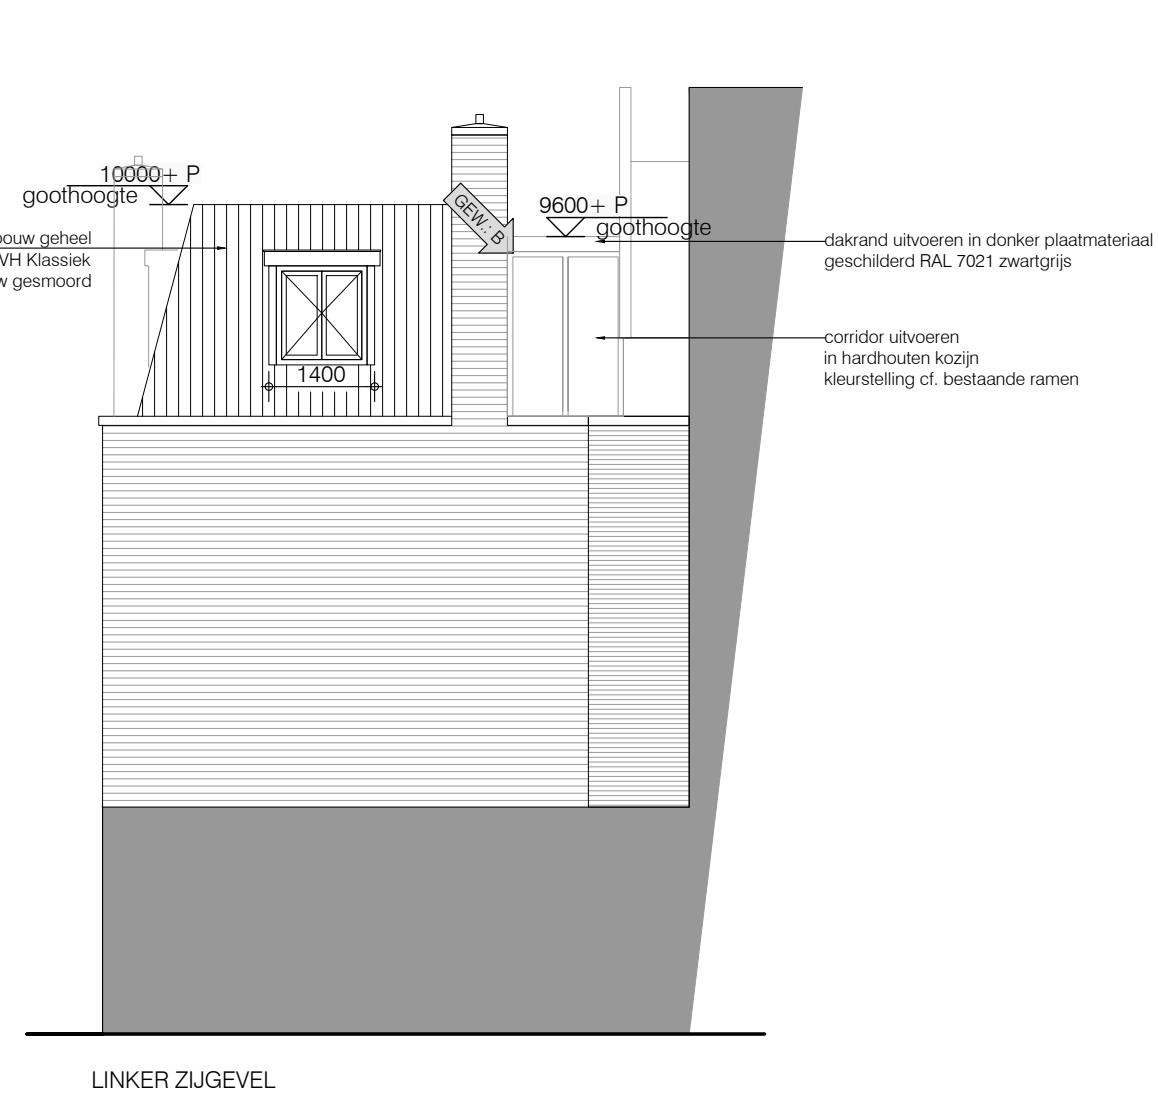 10000+ P
goothoogte
GEW.: B
9600+ P
goothoogte
ouw geheel
VH Klassiek
w gesmoord
dakrand uitvoeren in donker plaatmateriaal
geschilderd RAL 7021 zwartgrijs
corridor uitvoeren
in hardhouten kozijn
kleurstelling cf. bestaande ramen
1400
LINKER ZIJGEVEL